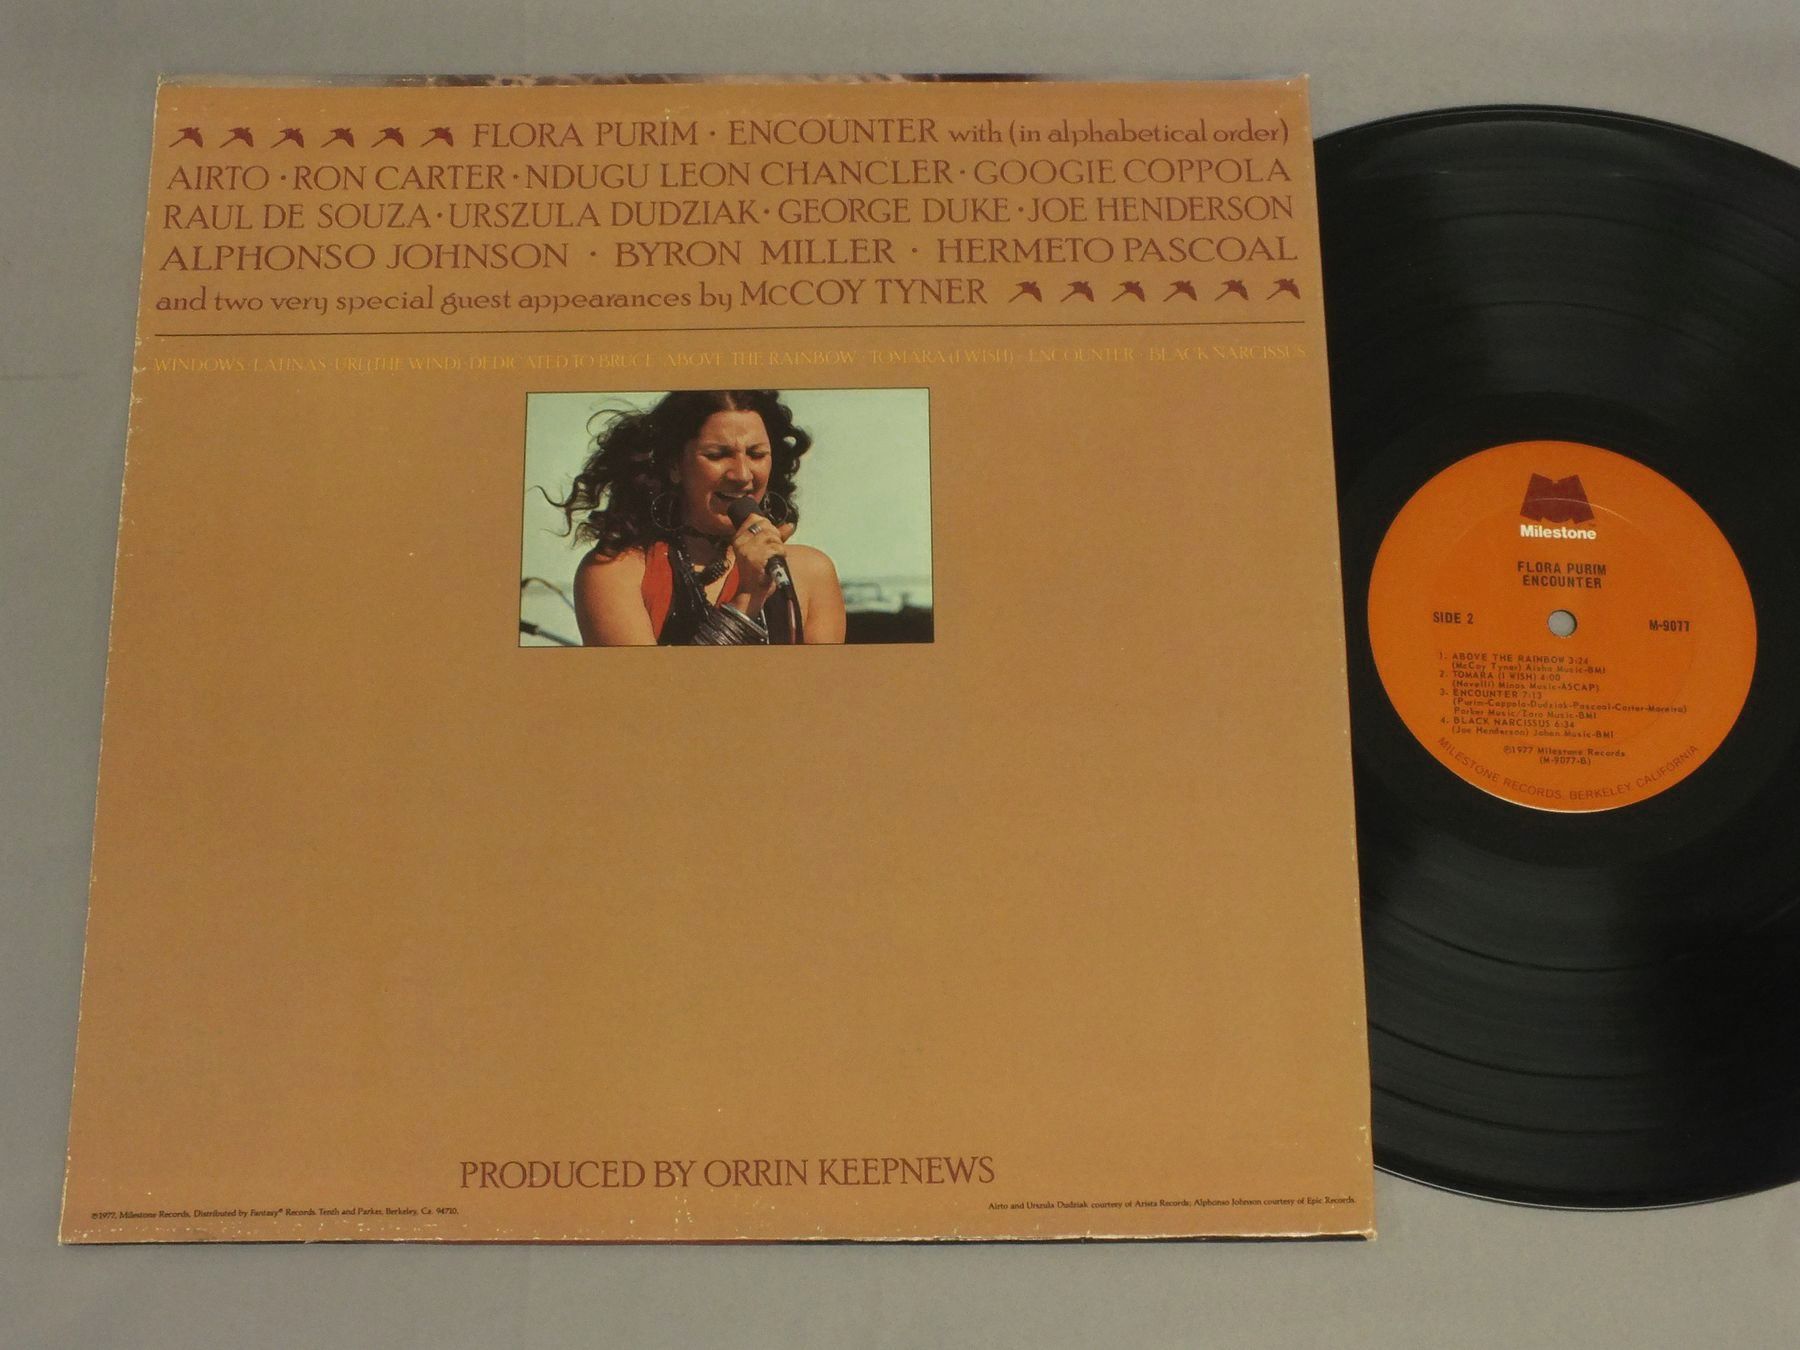 FLORA PURIM · ENCOUNTER with (in alphabetical order)
AIRTO · RON CARTER · NDUGU LEON CHANCLER · GOOGIE COPPOLA
RAUL DE SOUZA · URSZULA DUDZIAK · GEORGE DUKE · JOE HENDERSON
ALPHONSO JOHNSON · BYRON MILLER · HERMETO PASCOAL
and two very special guest appearances by McCOY TYNER
WINDOWS · LATINAS · URI (THE WIND) · DEDICATED TO BRUCE · ABOVE THE RAINBOW · TOMARA (I WISH) · ENCOUNTER · BLACK NARCISSUS
PRODUCED BY ORRIN KEEPNEWS
℗1977, Milestone Records, Distributed by Fantasy® Records, Tenth and Parker, Berkeley, Ca. 94710.
Airto and Urszula Dudziak courtesy of Arista Records; Alphonso Johnson courtesy of Epic Records.
Milestone
FLORA PURIM
ENCOUNTER
SIDE 2
M-9077
1. ABOVE THE RAINBOW 3:24
(McCoy Tyner) Aisha Music-BMI
2. TOMARA (I WISH) 4:00
(Novelli) Minas Music-ASCAP)
3. ENCOUNTER 7:13
(Purim-Coppola-Dudziak-Pascoal-Carter-Moreira)
Parker Music/Zaro Music-BMI
4. BLACK NARCISSUS 6:34
(Joe Henderson) Johen Music-BMI
℗1977 Milestone Records
(M-9077-B)
MILESTONE RECORDS, BERKELEY, CALIFORNIA